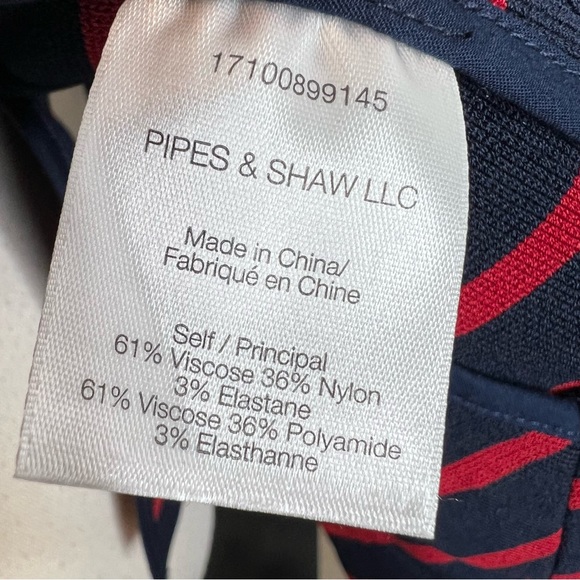 17100899145
PIPES & SHAW LLC
Made in China/
Fabriqué en Chine
Self / Principal
61% Viscose 36% Nylon
3% Elastane
61% Viscose 36% Polyamide
3% Elasthanne